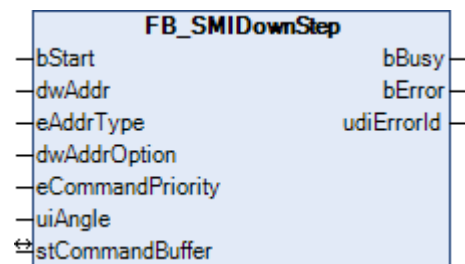 FB_SMIDownStep
bStart bBusy
dwAddr bError
eAddrType udiErrorId
dwAddrOption
eCommandPriority
uiAngle
stCommandBuffer